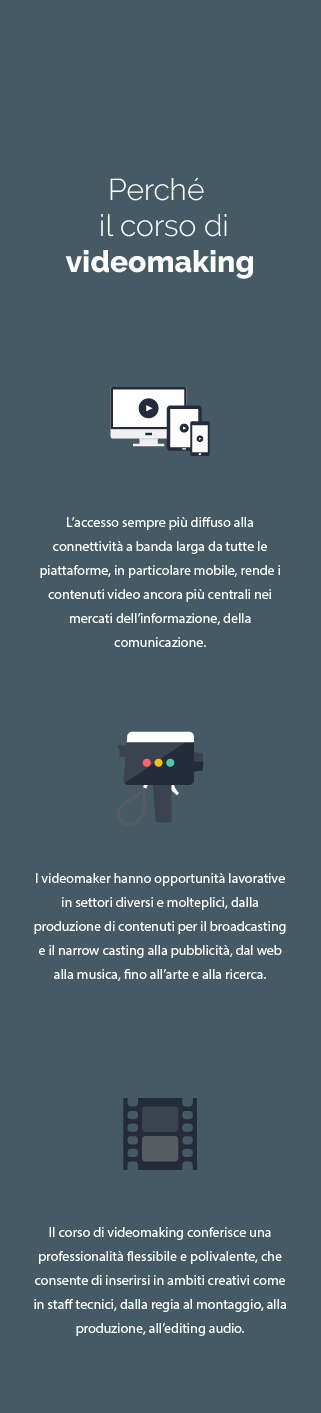 Perché
il corso di
videomaking
L’accesso sempre più diffuso alla
connettività a banda larga da tutte le
piattaforme, in particolare mobile, rende i
contenuti video ancora più centrali nei
mercati dell’informazione, della
comunicazione.
I videomaker hanno opportunità lavorative
in settori diversi e molteplici, dalla
produzione di contenuti per il broadcasting
e il narrow casting alla pubblicità, dal web
alla musica, fino all’arte e alla ricerca.
Il corso di videomaking conferisce una
professionalità flessibile e polivalente, che
consente di inserirsi in ambiti creativi come
in staff tecnici, dalla regia al montaggio, alla
produzione, all’editing audio.